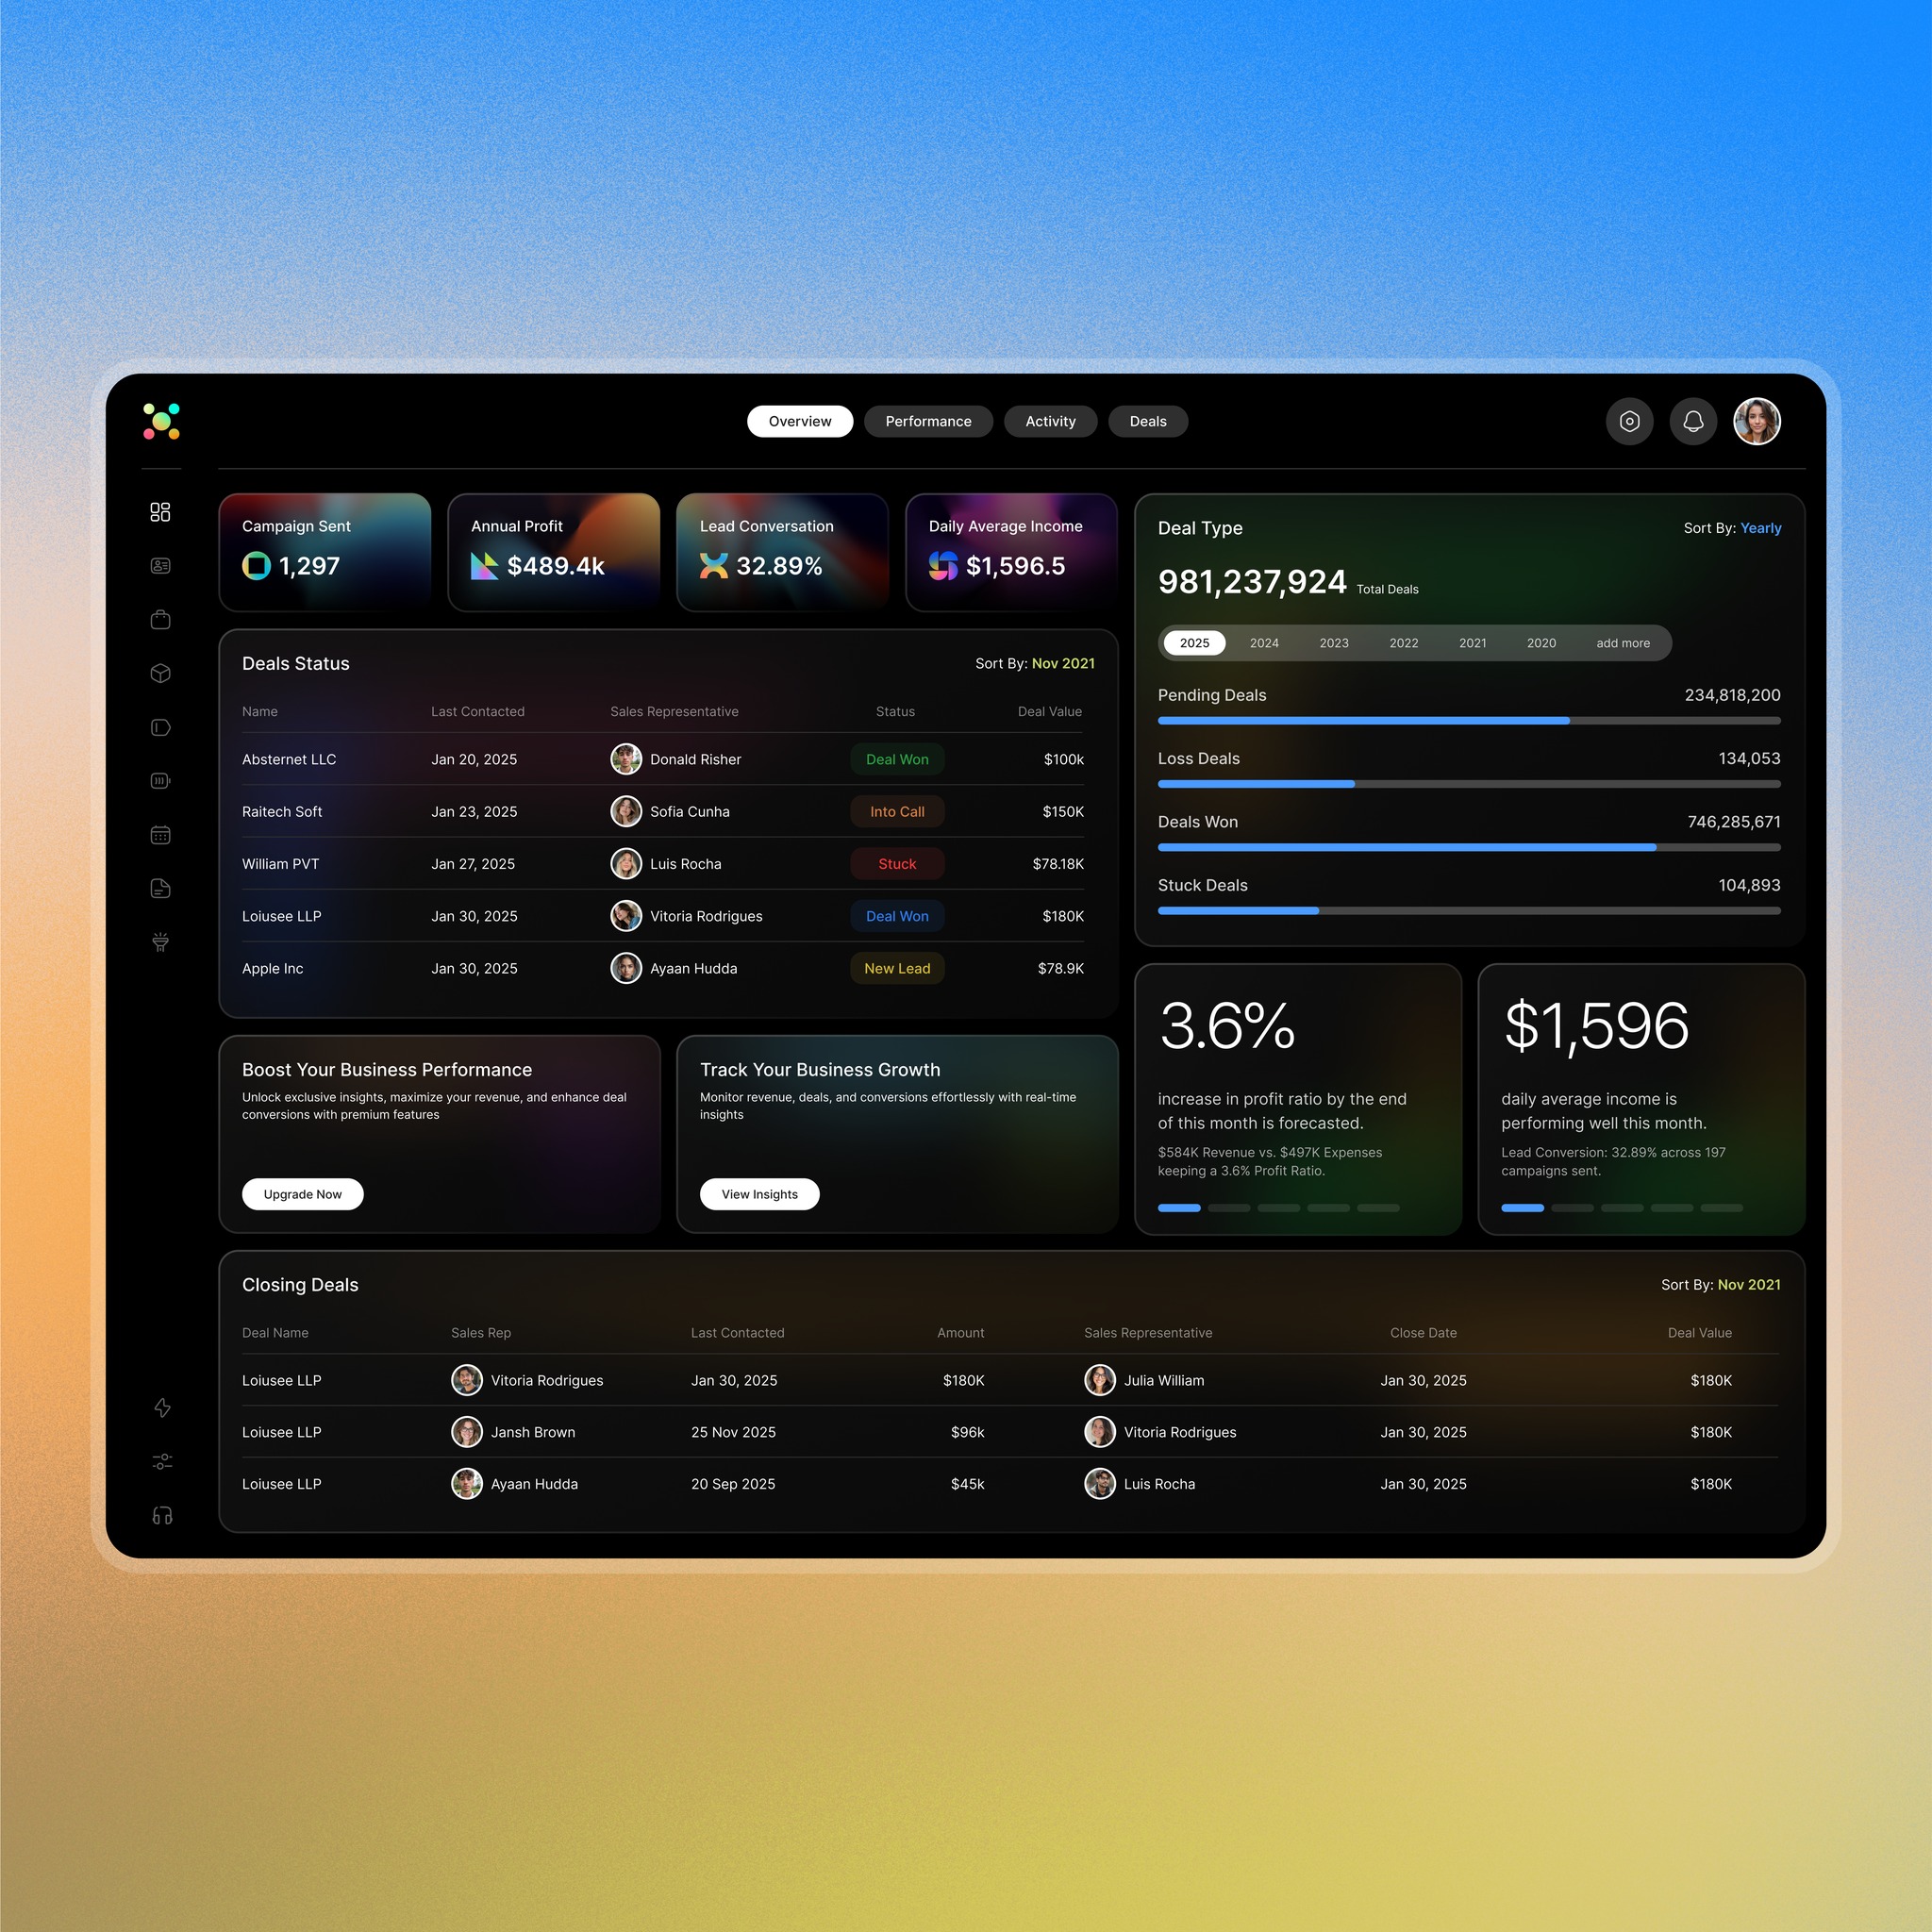 Overview Performance Activity Deals
Campaign Sent
1,297
Annual Profit
$489.4k
Lead Conversation
32.89%
Daily Average Income
$1,596.5
Deal Type
Sort By: Yearly
981,237,924 Total Deals
2025 2024 2023 2022 2021 2020 add more
Pending Deals 234,818,200
Loss Deals 134,053
Deals Won 746,285,671
Stuck Deals 104,893
Deals Status
Sort By: Nov 2021
Name Last Contacted Sales Representative Status Deal Value
Absternet LLC Jan 20, 2025 Donald Risher Deal Won $100k
Raitech Soft Jan 23, 2025 Sofia Cunha Into Call $150K
William PVT Jan 27, 2025 Luis Rocha Stuck $78.18K
Loiusee LLP Jan 30, 2025 Vitoria Rodrigues Deal Won $180K
Apple Inc Jan 30, 2025 Ayaan Hudda New Lead $78.9K
Boost Your Business Performance
Unlock exclusive insights, maximize your revenue, and enhance deal
conversions with premium features
Upgrade Now
Track Your Business Growth
Monitor revenue, deals, and conversions effortlessly with real-time
insights
View Insights
3.6%
increase in profit ratio by the end
of this month is forecasted.
$584K Revenue vs. $497K Expenses
keeping a 3.6% Profit Ratio.
$1,596
daily average income is
performing well this month.
Lead Conversion: 32.89% across 197
campaigns sent.
Closing Deals
Sort By: Nov 2021
Deal Name Sales Rep Last Contacted Amount Sales Representative Close Date Deal Value
Loiusee LLP Vitoria Rodrigues Jan 30, 2025 $180K Julia William Jan 30, 2025 $180K
Loiusee LLP Jansh Brown 25 Nov 2025 $96k Vitoria Rodrigues Jan 30, 2025 $180K
Loiusee LLP Ayaan Hudda 20 Sep 2025 $45k Luis Rocha Jan 30, 2025 $180K